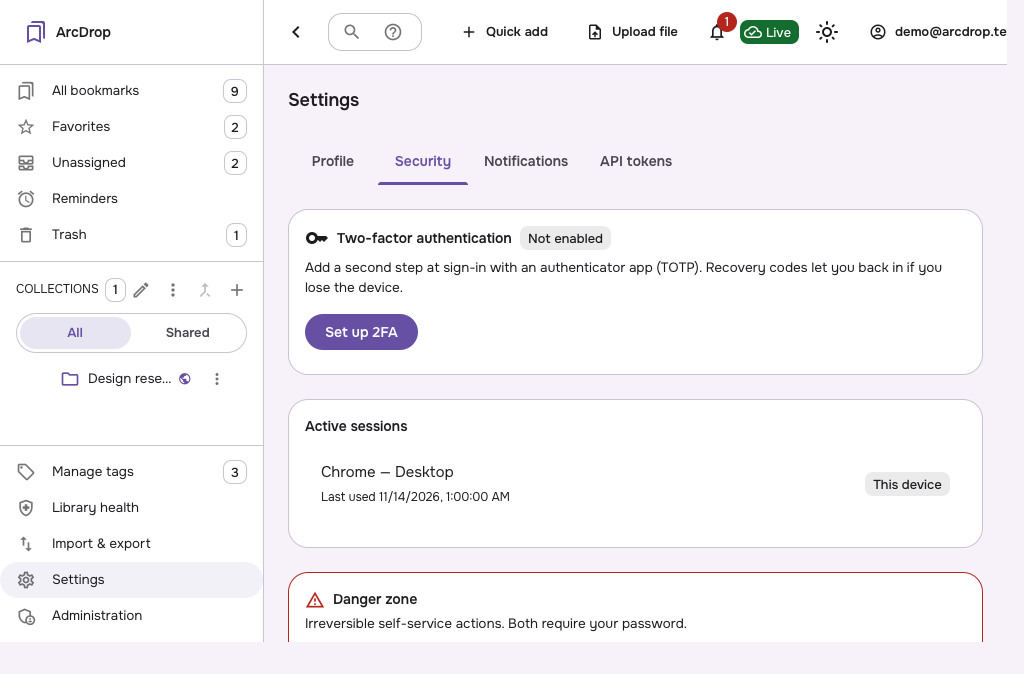 ArcDrop
Quick add
Upload file
1
Live
demo@arcdrop.te
All bookmarks 9
Favorites 2
Unassigned 2
Reminders
Trash 1
COLLECTIONS 1
All Shared
Design rese...
Manage tags 3
Library health
Import & export
Settings
Administration
Settings
Profile Security Notifications API tokens
Two-factor authentication Not enabled
Add a second step at sign-in with an authenticator app (TOTP). Recovery codes let you back in if you
lose the device.
Set up 2FA
Active sessions
Chrome — Desktop
Last used 11/14/2026, 1:00:00 AM
This device
Danger zone
Irreversible self-service actions. Both require your password.